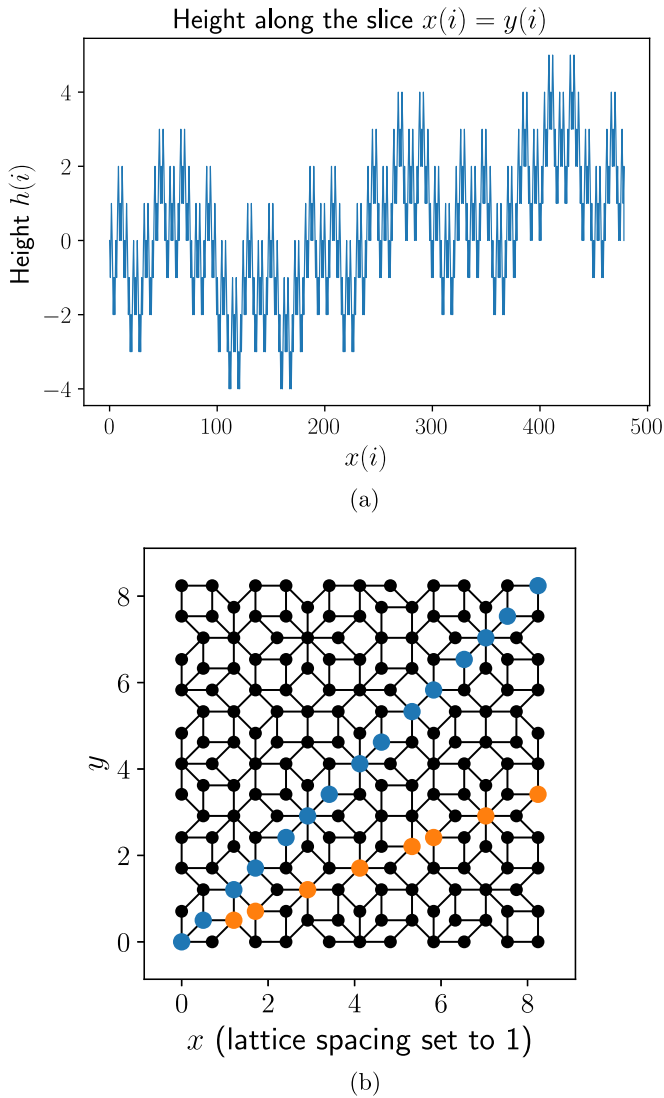 Height along the slice x(i) = y(i)
Height h(i)
4
2
0
−2
−4
0 100 200 300 400 500
x(i)
(a)
y
8
6
4
2
0
0 2 4 6 8
x (lattice spacing set to 1)
(b)